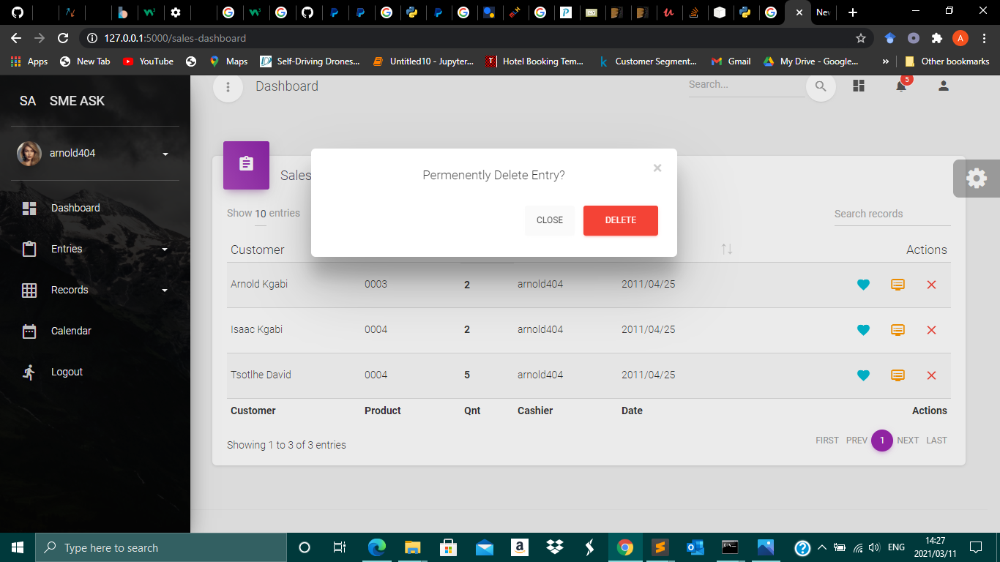 New
127.0.0.1:5000/sales-dashboard
A
Apps New Tab YouTube Maps Self-Driving Drones... Untitled10 - Jupyter... T Hotel Booking Tem... k Customer Segment... Gmail My Drive - Google... » Other bookmarks
SA SME ASK
Dashboard
Search...
5
arnold404
Sales
Permenently Delete Entry?
×
CLOSE
DELETE
Dashboard
Entries
Records
Calendar
Logout
Show 10 entries
Search records
Customer Actions
Arnold Kgabi 0003 2 arnold404 2011/04/25
Isaac Kgabi 0004 2 arnold404 2011/04/25
Tsotlhe David 0004 5 arnold404 2011/04/25
Customer Product Qnt Cashier Date Actions
Showing 1 to 3 of 3 entries
FIRST PREV 1 NEXT LAST
Type here to search
ENG
14:27
2021/03/11